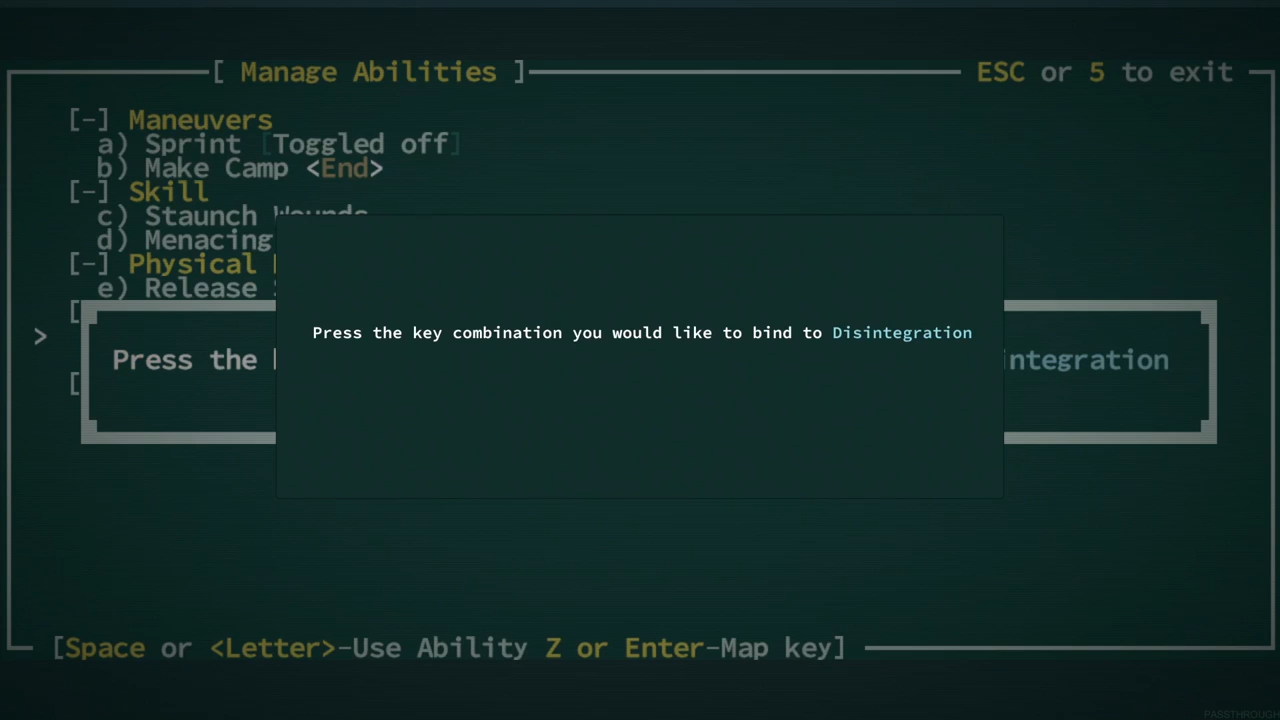 [ Manage Abilities ] ESC or 5 to exit
[-] Maneuvers
a) Sprint [Toggled off]
b) Make Camp <End>
[-] Skill
c) Staunch Wounds
d) Menacing
[-] Physical
e) Release
[
>
Press the integration
[
Press the key combination you would like to bind to Disintegration
[Space or <Letter>-Use Ability Z or Enter-Map key]